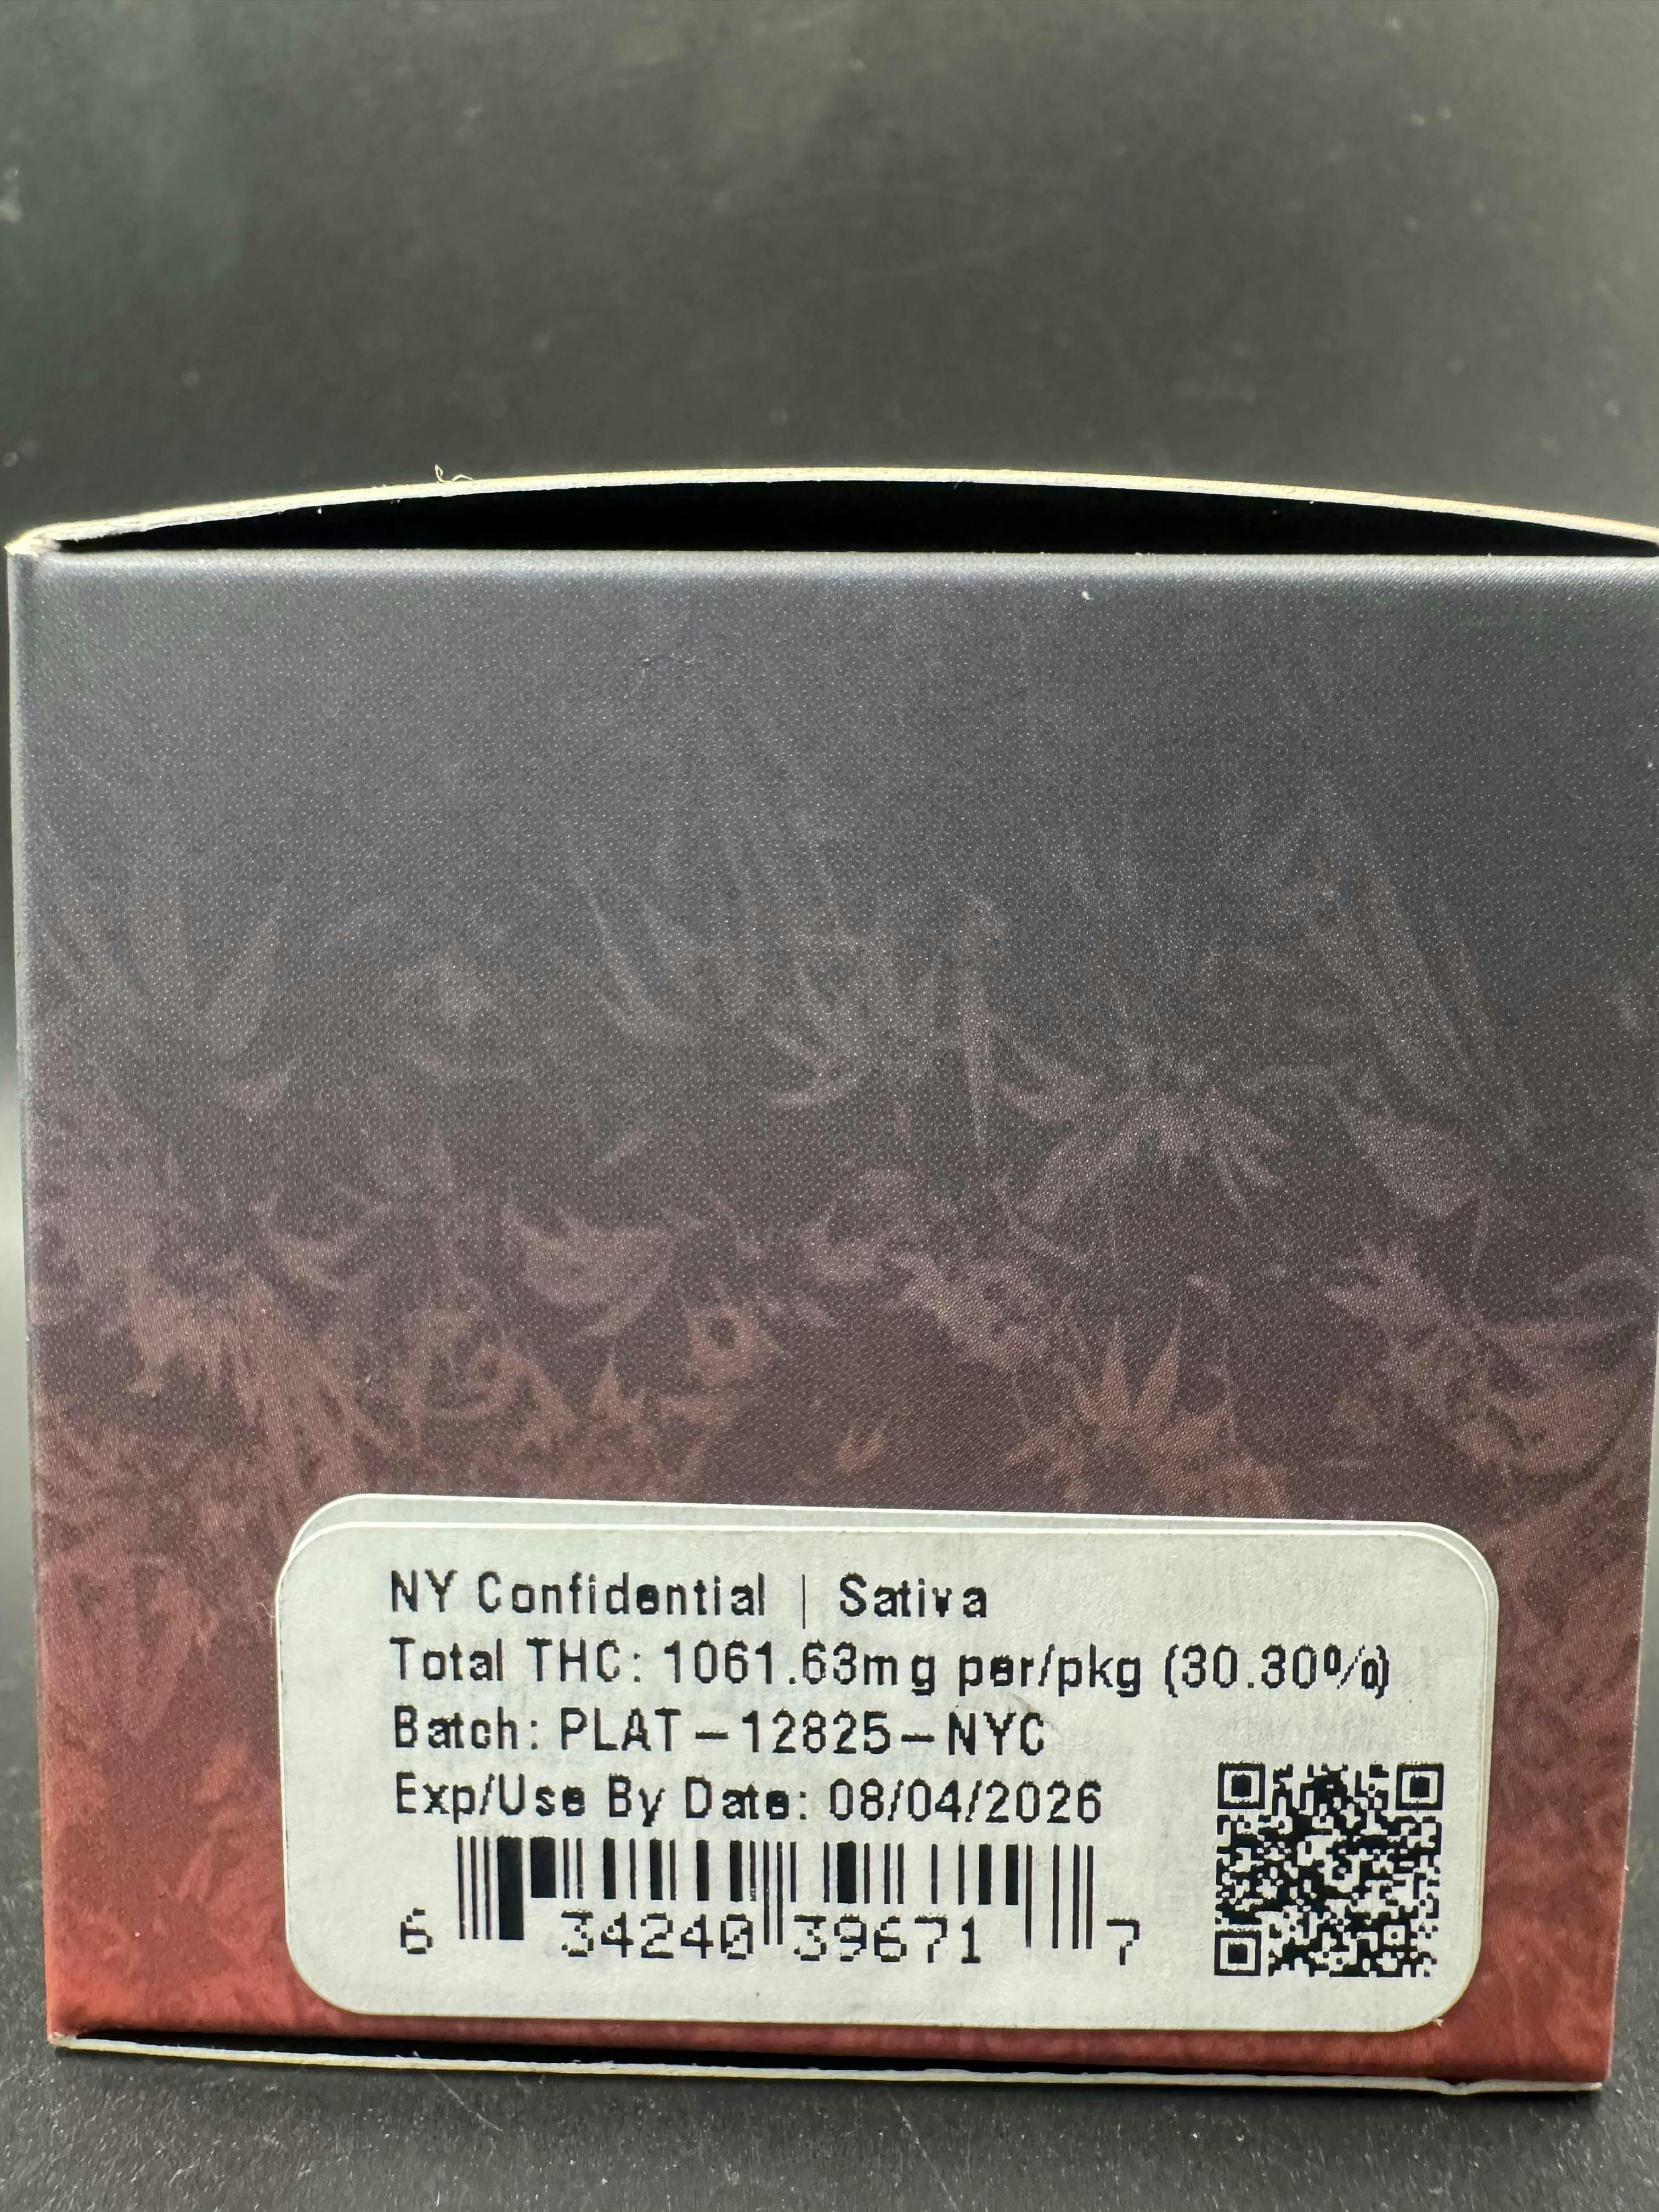 NY Confidential | Sativa
Total THC: 1061.63mg per/pkg (30.30%)
Batch: PLAT-12825-NYC
Exp/Use By Date: 08/04/2026
6 34240 39671 7